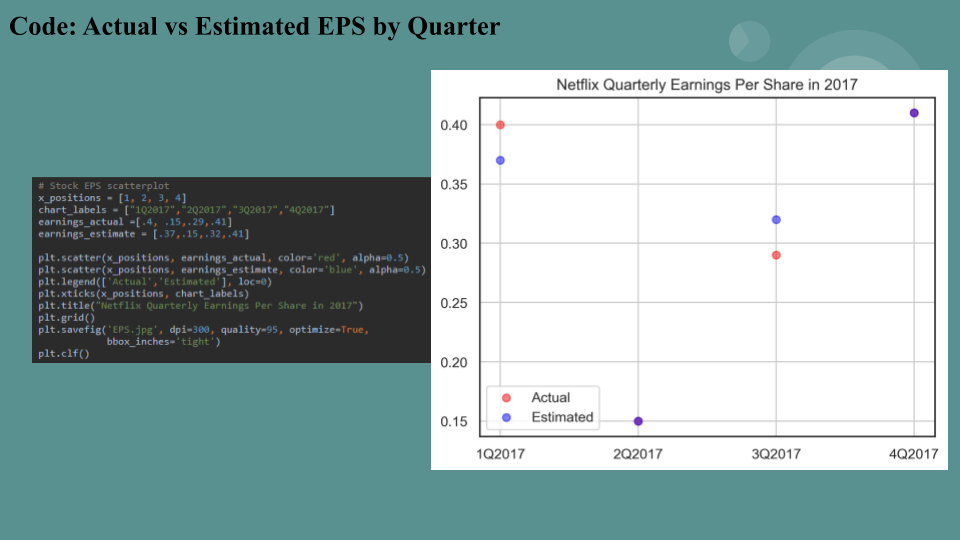 Code: Actual vs Estimated EPS by Quarter
# Stock EPS scatterplot
x_positions = [1, 2, 3, 4]
chart_labels = ["1Q2017","2Q2017","3Q2017","4Q2017"]
earnings_actual =[.4, .15,.29,.41]
earnings_estimate = [.37,.15,.32,.41]
plt.scatter(x_positions, earnings_actual, color='red', alpha=0.5)
plt.scatter(x_positions, earnings_estimate, color='blue', alpha=0.5)
plt.legend(['Actual','Estimated'], loc=0)
plt.xticks(x_positions, chart_labels)
plt.title("Netflix Quarterly Earnings Per Share in 2017")
plt.grid()
plt.savefig('EPS.jpg', dpi=300, quality=95, optimize=True,
bbox_inches='tight')
plt.clf()
Netflix Quarterly Earnings Per Share in 2017
0.40
0.35
0.30
0.25
0.20
0.15
Actual
Estimated
1Q2017 2Q2017 3Q2017 4Q2017